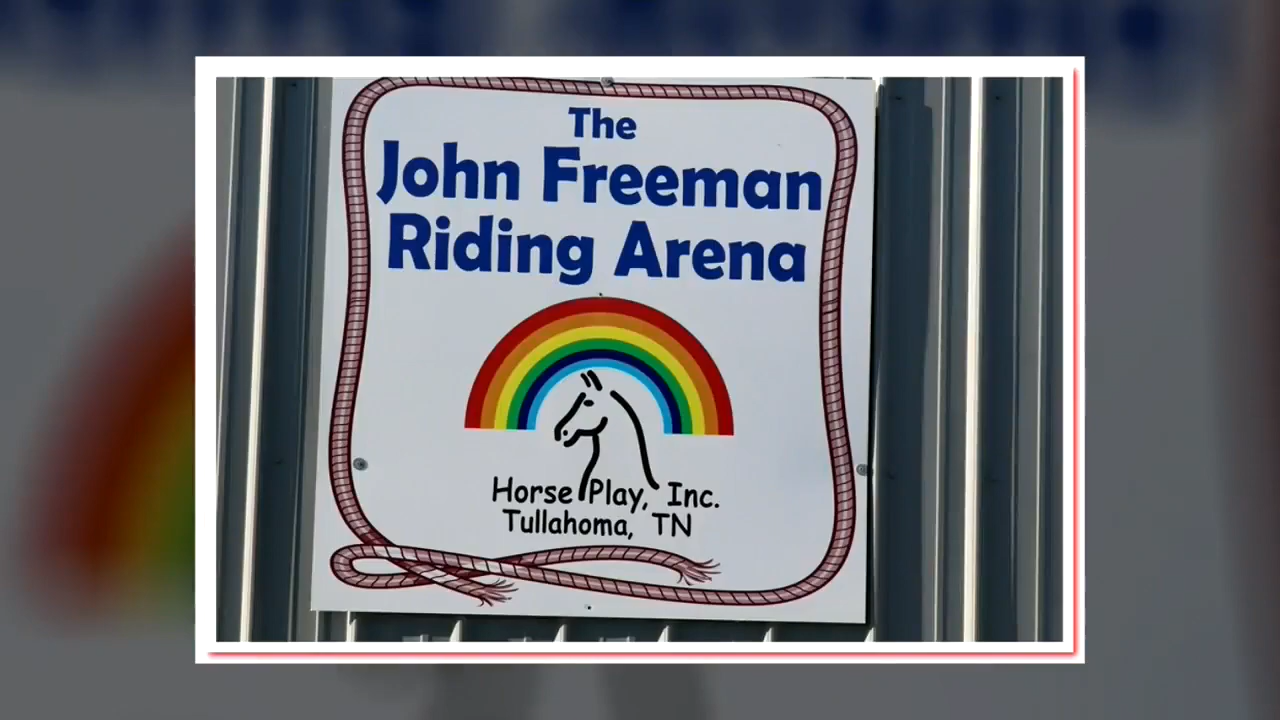 The
John Freeman
Riding Arena
Horse Play, Inc.
Tullahoma, TN